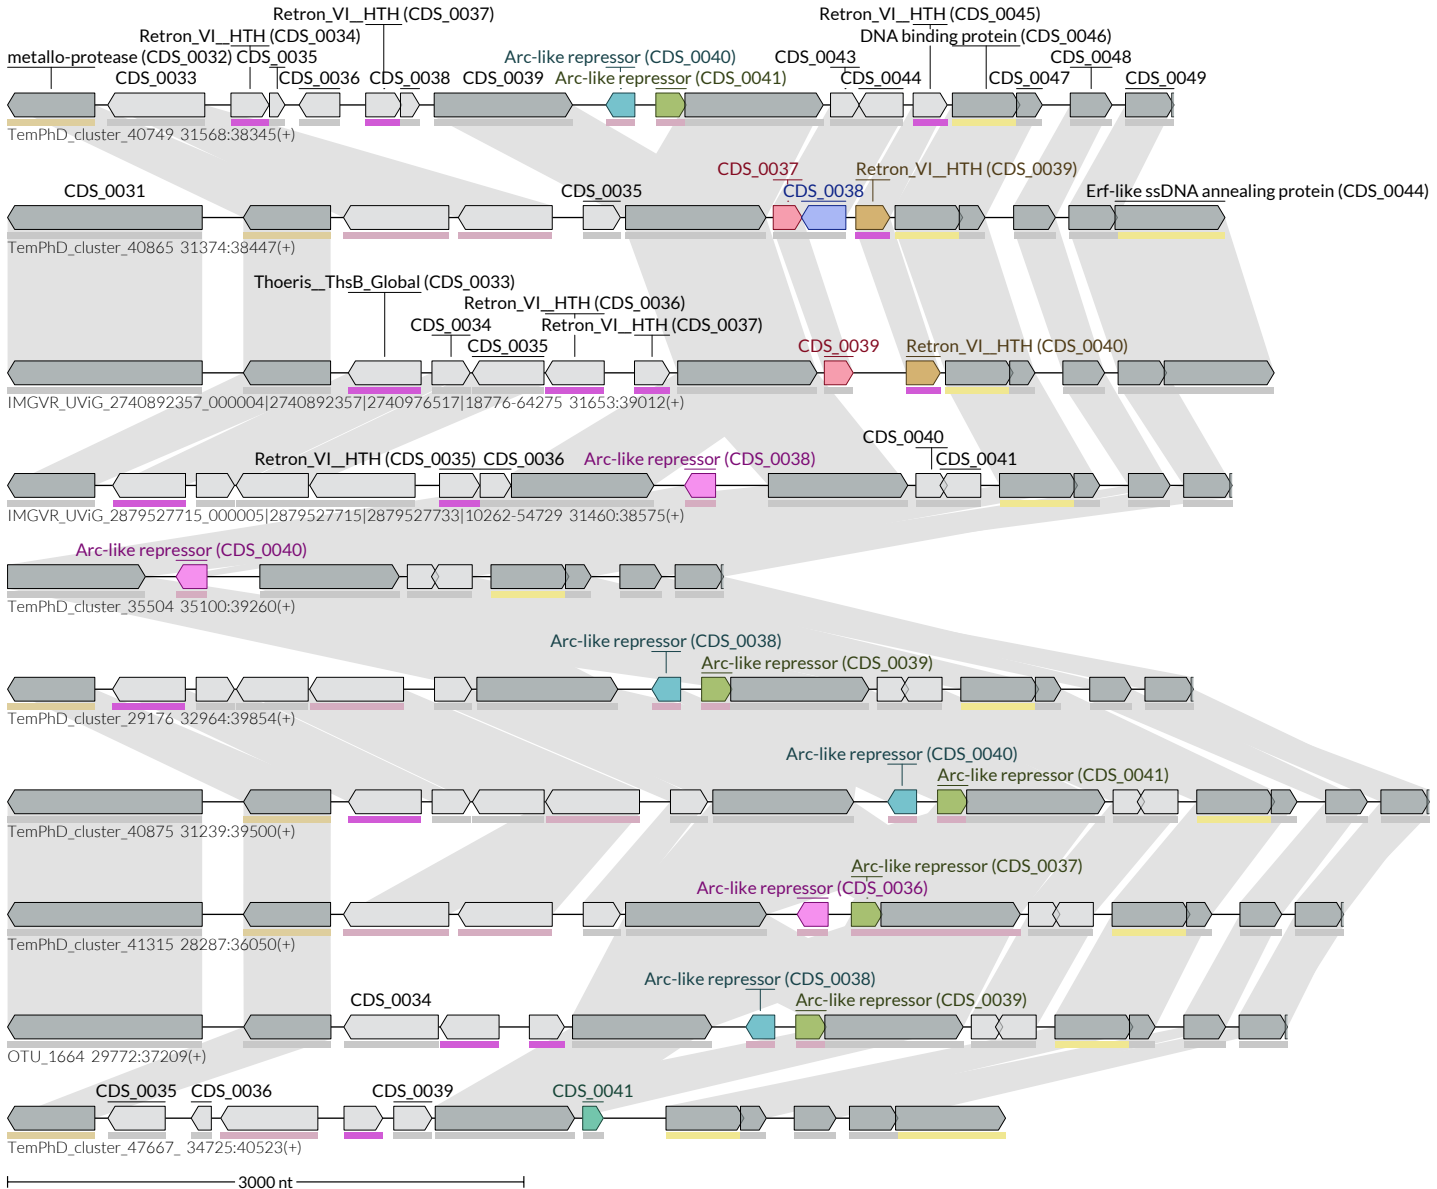 Retron_VI__HTH (CDS_0037)
Retron_VI__HTH (CDS_0045)
Retron_VI__HTH (CDS_0034)
DNA binding protein (CDS_0046)
metallo-protease (CDS_0032) CDS_0035
Arc-like repressor (CDS_0040)
CDS_0043
CDS_0048
CDS_0033 CDS_0036 CDS_0038 CDS_0039
Arc-like repressor (CDS_0041)
CDS_0044 CDS_0047 CDS_0049
TemPhD_cluster_40749 31568:38345(+)
CDS_0037
Retron_VI__HTH (CDS_0039)
CDS_0031 CDS_0035
CDS_0038
Erf-like ssDNA annealing protein (CDS_0044)
TemPhD_cluster_40865 31374:38447(+)
Thoeris__ThsB_Global (CDS_0033)
Retron_VI__HTH (CDS_0036)
CDS_0034
Retron_VI__HTH (CDS_0037)
CDS_0035
CDS_0039
Retron_VI__HTH (CDS_0040)
IMGVR_UViG_2740892357_000004|2740892357|2740976517|18776-64275 31653:39012(+)
CDS_0040
Retron_VI__HTH (CDS_0035) CDS_0036
Arc-like repressor (CDS_0038)
CDS_0041
IMGVR_UViG_2879527715_000005|2879527715|2879527733|10262-54729 31460:38575(+)
Arc-like repressor (CDS_0040)
TemPhD_cluster_35504 35100:39260(+)
Arc-like repressor (CDS_0038)
Arc-like repressor (CDS_0039)
TemPhD_cluster_29176 32964:39854(+)
Arc-like repressor (CDS_0040)
Arc-like repressor (CDS_0041)
TemPhD_cluster_40875 31239:39500(+)
Arc-like repressor (CDS_0037)
Arc-like repressor (CDS_0036)
TemPhD_cluster_41315 28287:36050(+)
Arc-like repressor (CDS_0038)
CDS_0034
Arc-like repressor (CDS_0039)
OTU_1664 29772:37209(+)
CDS_0035 CDS_0036 CDS_0039 CDS_0041
TemPhD_cluster_47667_ 34725:40523(+)
3000 nt